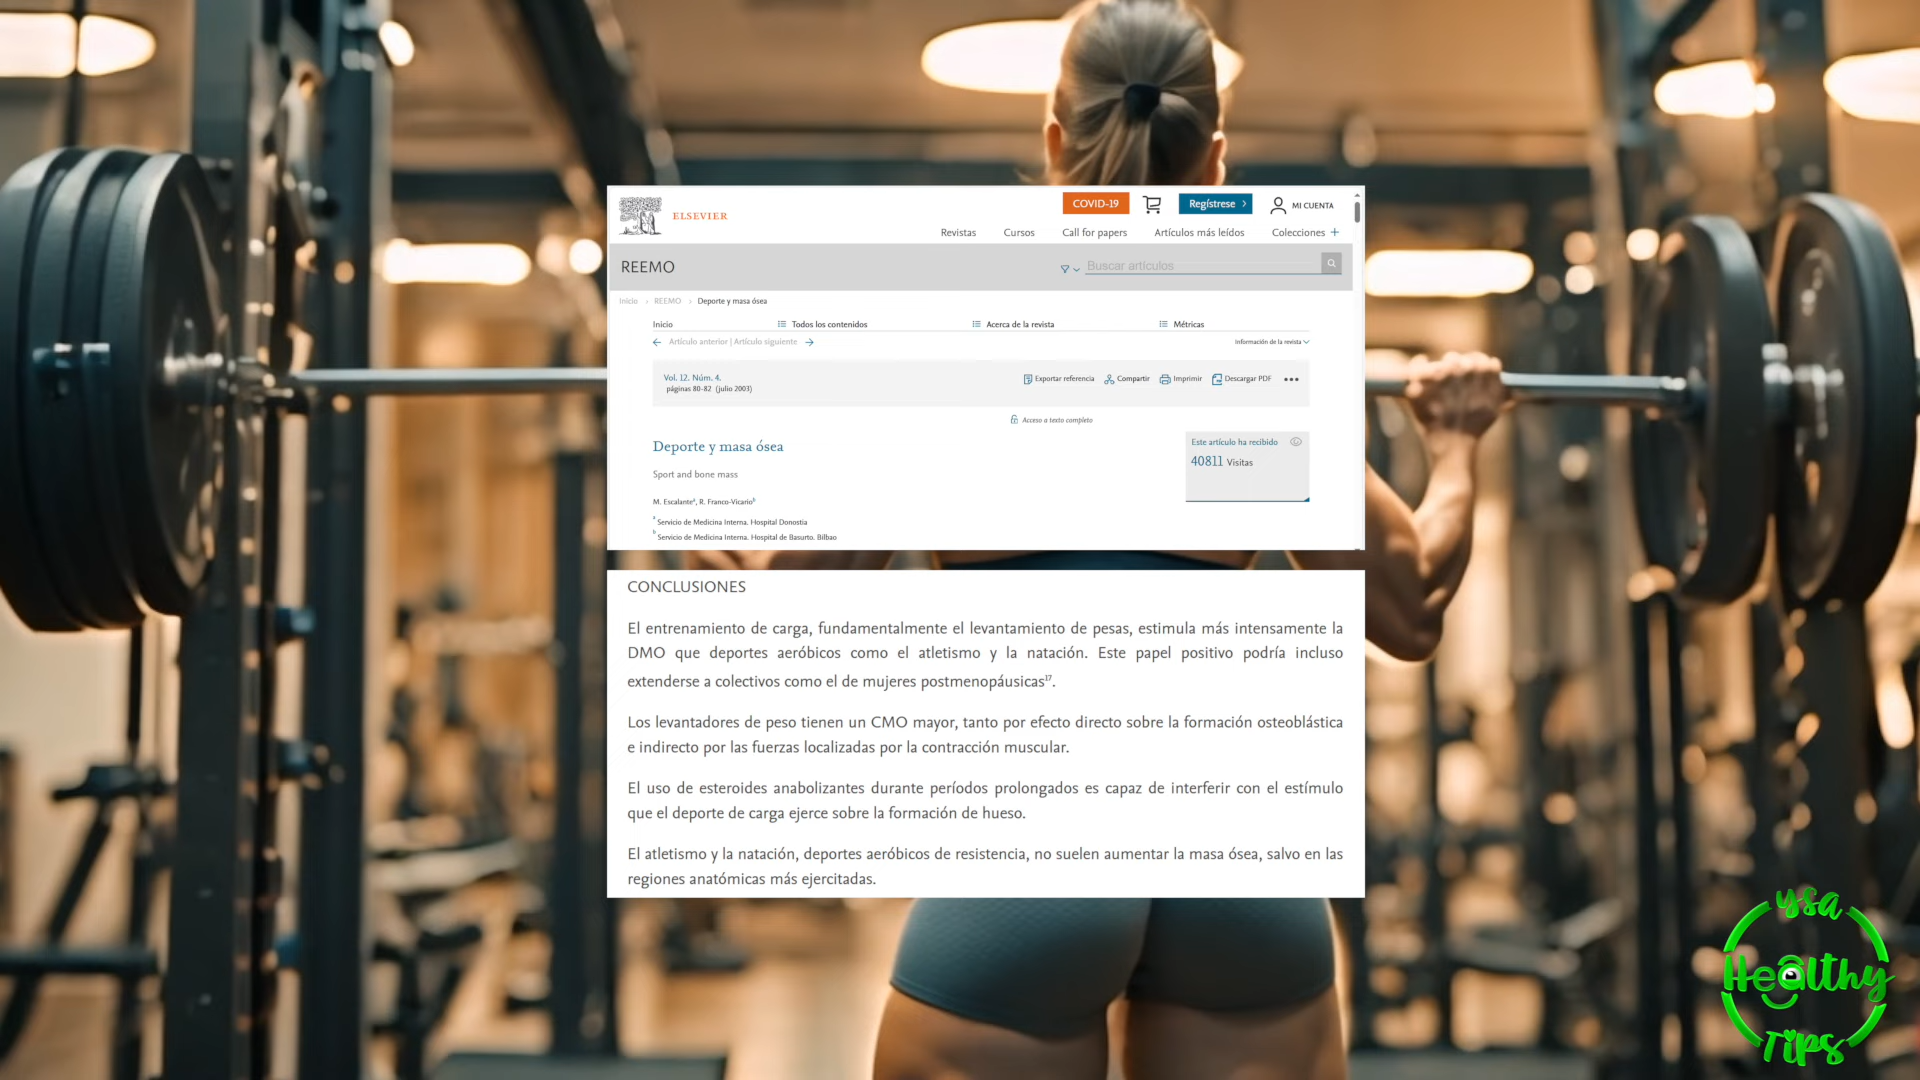 ELSEVIER
COVID-19
Regístrese
MI CUENTA
Revistas
Cursos
Call for papers
Artículos más leídos
Colecciones +
REEMO
Buscar artículos
Inicio › REEMO › Deporte y masa ósea
Inicio
Todos los contenidos
Acerca de la revista
Métricas
Artículo anterior | Artículo siguiente
Información de la revista
Vol. 12. Núm. 4.
páginas 80-82 (julio 2003)
Exportar referencia
Compartir
Imprimir
Descargar PDF
Acceso a texto completo
Deporte y masa ósea
Este artículo ha recibido
40811 Visitas
Sport and bone mass
M. Escalanteª, R. Franco-Vicarioᵇ
ª Servicio de Medicina Interna. Hospital Donostia
ᵇ Servicio de Medicina Interna. Hospital de Basurto. Bilbao
CONCLUSIONES
El entrenamiento de carga, fundamentalmente el levantamiento de pesas, estimula más intensamente la
DMO que deportes aeróbicos como el atletismo y la natación. Este papel positivo podría incluso
extenderse a colectivos como el de mujeres postmenopáusicas¹⁷.
Los levantadores de peso tienen un CMO mayor, tanto por efecto directo sobre la formación osteoblástica
e indirecto por las fuerzas localizadas por la contracción muscular.
El uso de esteroides anabolizantes durante períodos prolongados es capaz de interferir con el estímulo
que el deporte de carga ejerce sobre la formación de hueso.
El atletismo y la natación, deportes aeróbicos de resistencia, no suelen aumentar la masa ósea, salvo en las
regiones anatómicas más ejercitadas.
ysa
Healthy
Tips